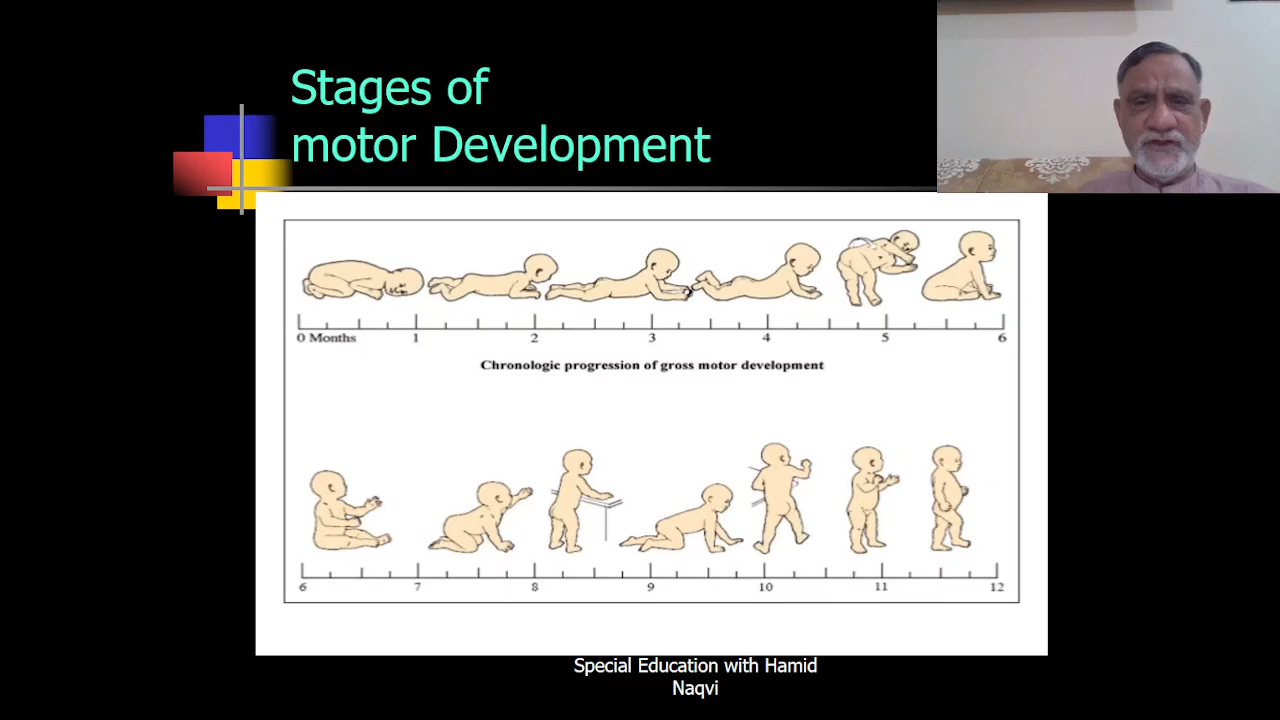 Stages of
motor Development
0 Months 1 2 3 4 5 6
Chronologic progression of gross motor development
6 7 8 9 10 11 12
Special Education with Hamid
Naqvi